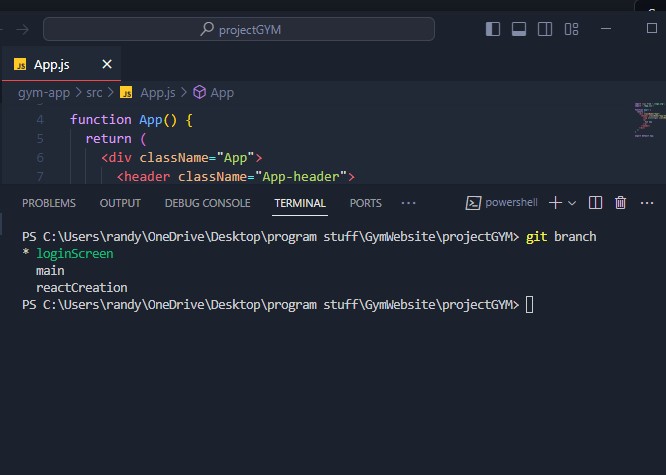 projectGYM
JS App.js
gym-app > src > JS App.js > App
4 function App() {
5 return (
6 <div className="App">
7 <header className="App-header">
PROBLEMS OUTPUT DEBUG CONSOLE TERMINAL PORTS ··· powershell
PS C:\Users\randy\OneDrive\Desktop\program stuff\GymWebsite\projectGYM> git branch
* loginScreen
main
reactCreation
PS C:\Users\randy\OneDrive\Desktop\program stuff\GymWebsite\projectGYM>